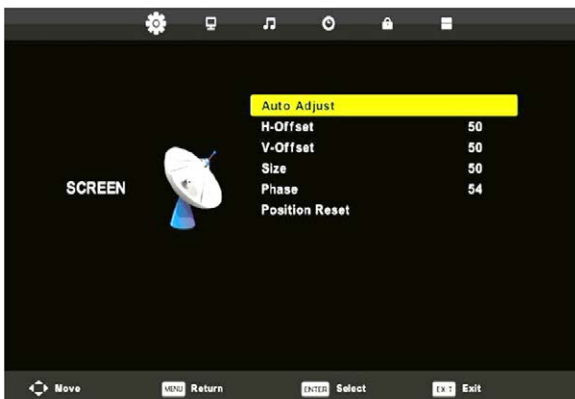 Auto Adjust
H-Offset 50
V-Offset 50
Size 50
SCREEN
Phase 54
Position Reset
Move MENU Return ENTER Select EXIT Exit